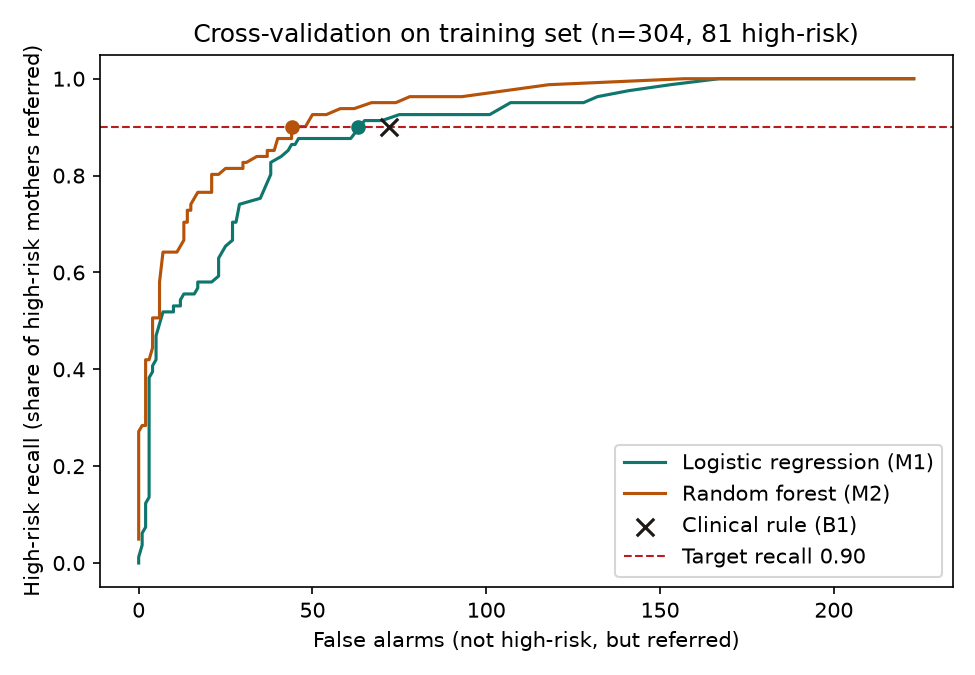 Cross-validation on training set (n=304, 81 high-risk)
High-risk recall (share of high-risk mothers referred)
1.0
0.8
0.6
0.4
0.2
0.0
Logistic regression (M1)
Random forest (M2)
Clinical rule (B1)
Target recall 0.90
0 50 100 150 200
False alarms (not high-risk, but referred)